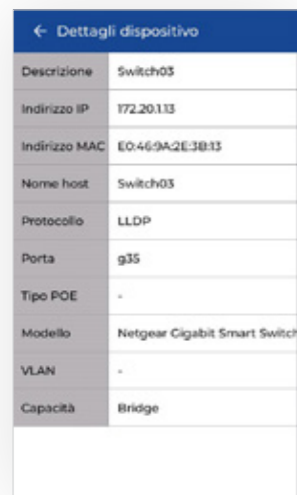 ← Dettagli dispositivo
Descrizione Switch03
Indirizzo IP 172.20.1.13
Indirizzo MAC E0:46:9A:2E:3B:13
Nome host Switch03
Protocollo LLDP
Porta g35
Tipo POE -
Modello Netgear Gigabit Smart Switch
VLAN -
Capacità Bridge